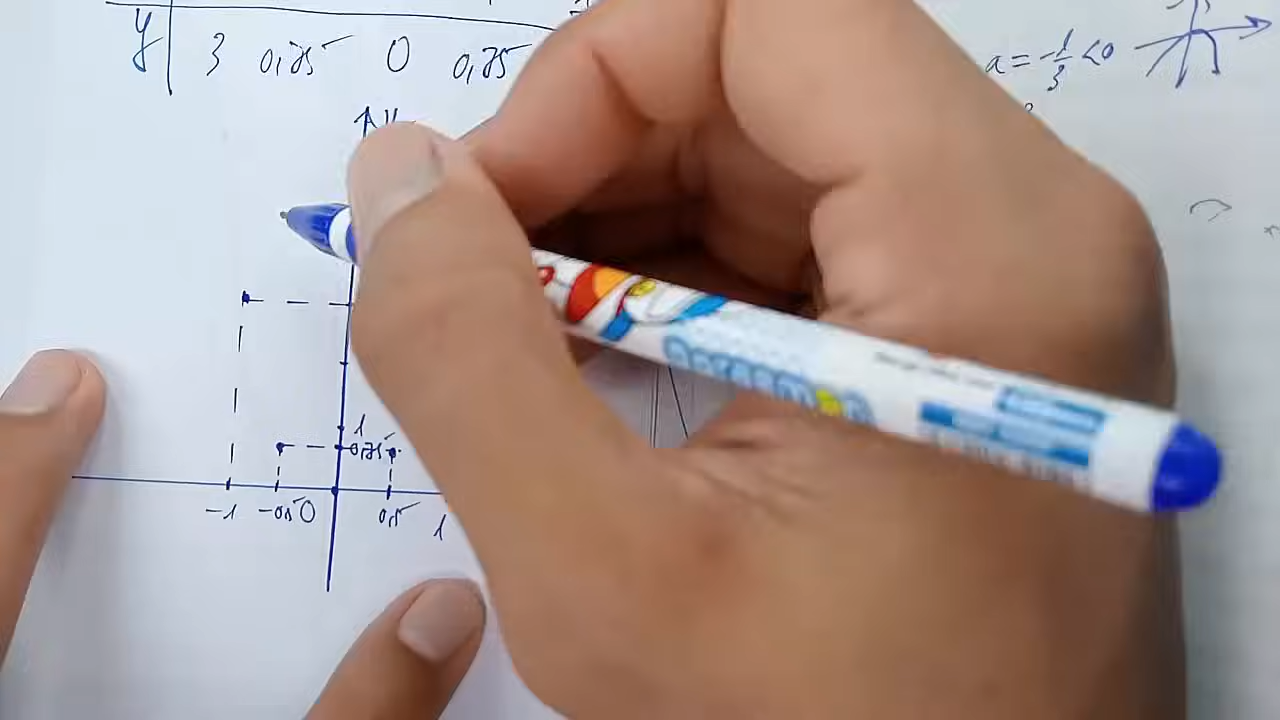 y 3 0,75 0 0,75
a = -1/3 < 0
y
1
0,75
-1 -0,5 0 0,5 1